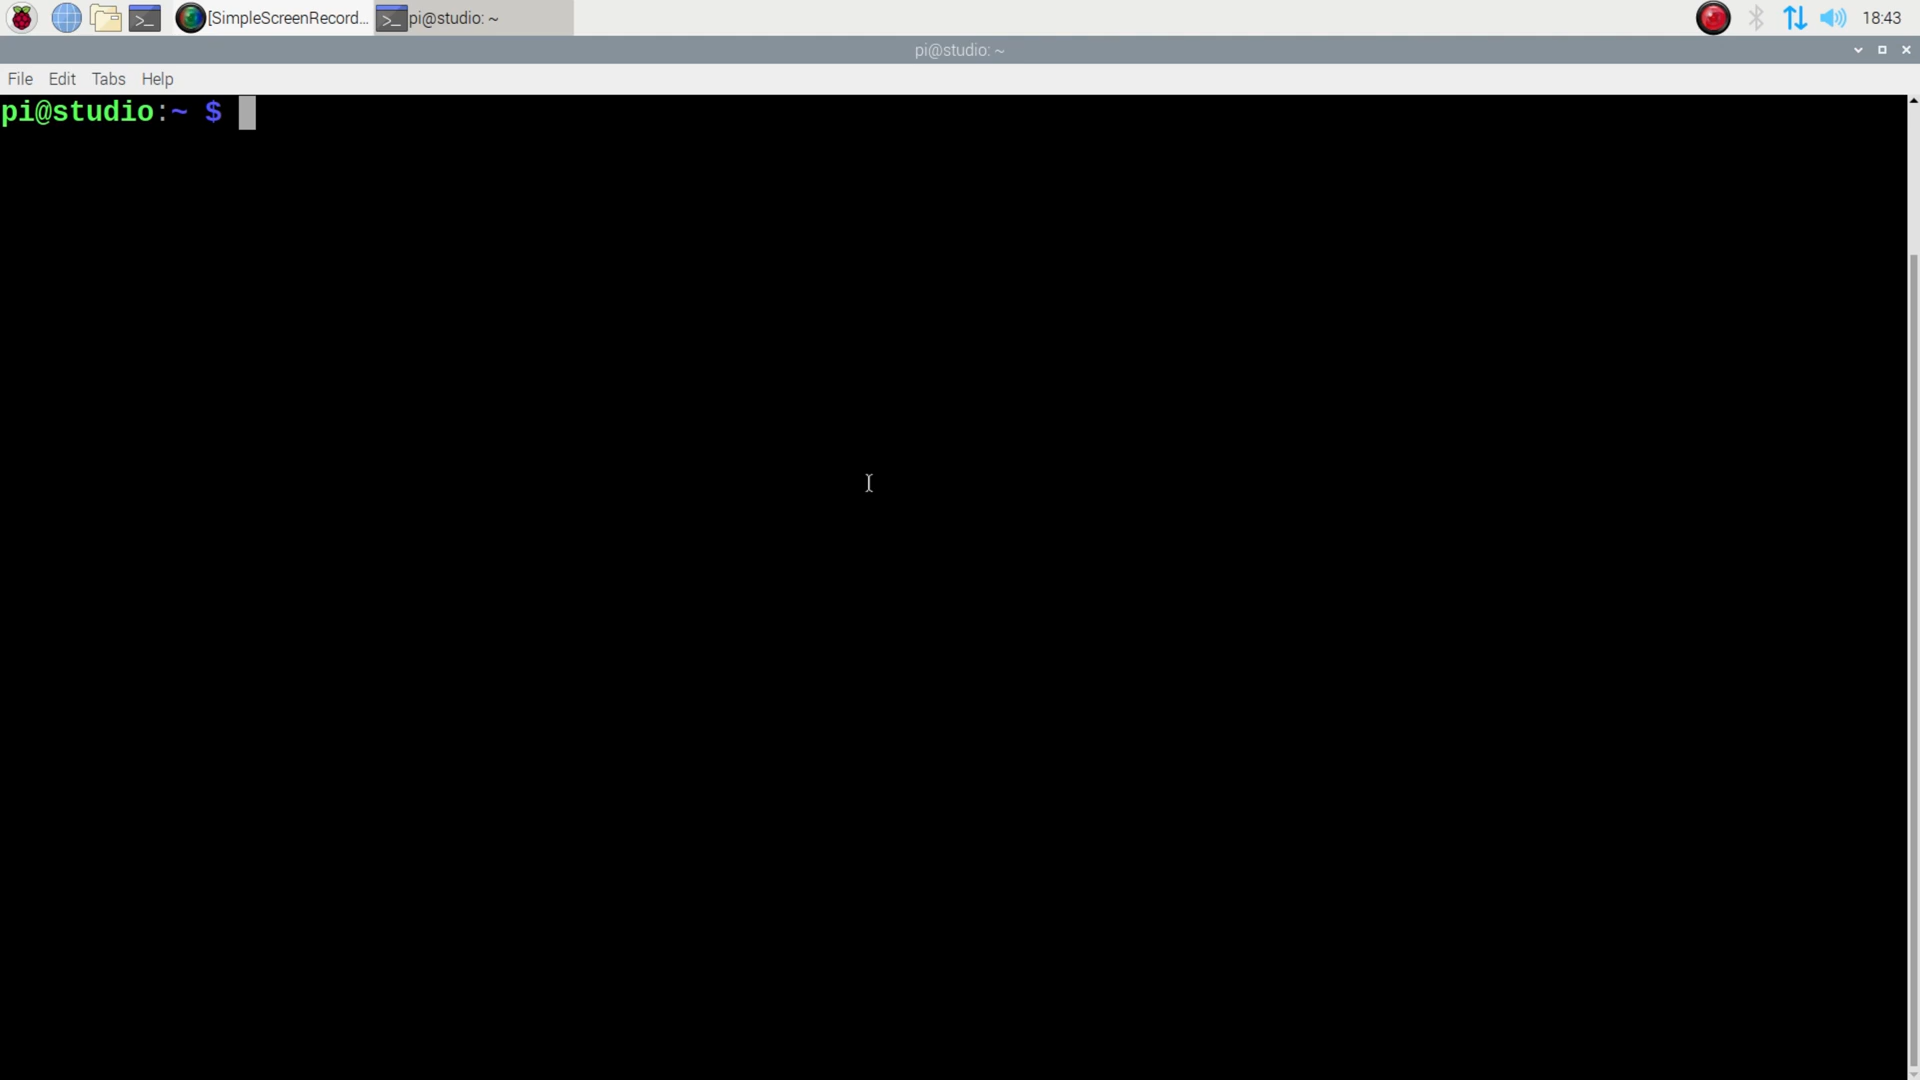 [SimpleScreenRecord... pi@studio: ~ 18:43
pi@studio: ~
File Edit Tabs Help
pi@studio:~ $